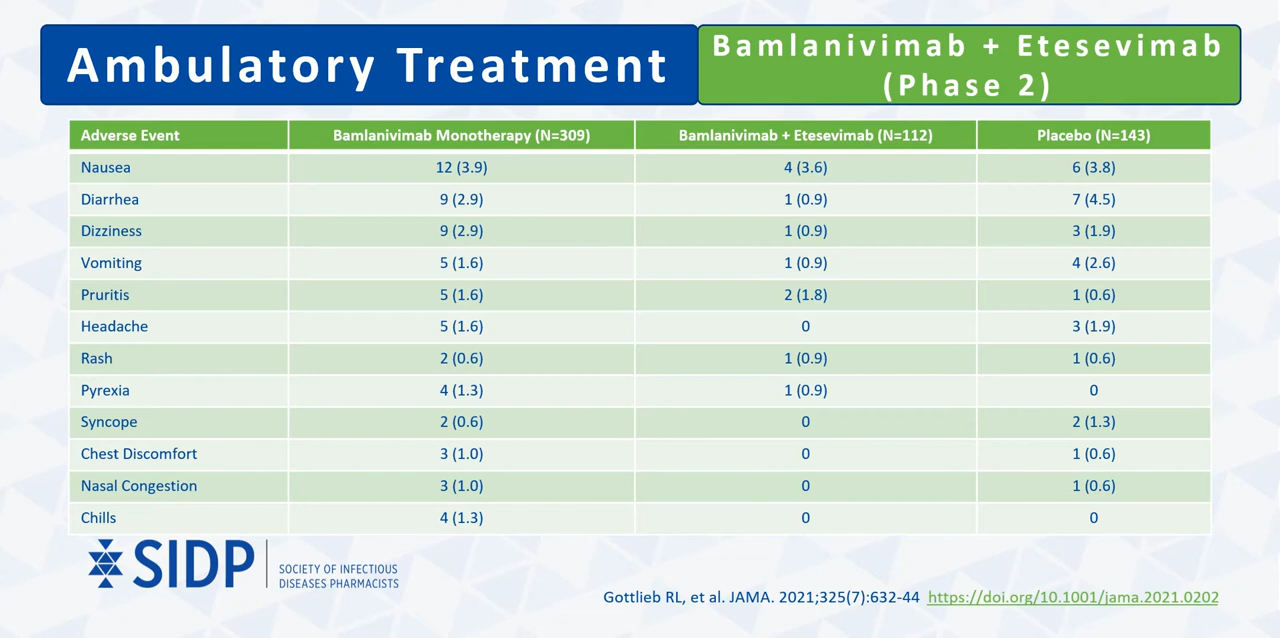 Ambulatory Treatment
Bamlanivimab + Etesevimab
(Phase 2)
Adverse Event Bamlanivimab Monotherapy (N=309) Bamlanivimab + Etesevimab (N=112) Placebo (N=143)
Nausea 12 (3.9) 4 (3.6) 6 (3.8)
Diarrhea 9 (2.9) 1 (0.9) 7 (4.5)
Dizziness 9 (2.9) 1 (0.9) 3 (1.9)
Vomiting 5 (1.6) 1 (0.9) 4 (2.6)
Pruritis 5 (1.6) 2 (1.8) 1 (0.6)
Headache 5 (1.6) 0 3 (1.9)
Rash 2 (0.6) 1 (0.9) 1 (0.6)
Pyrexia 4 (1.3) 1 (0.9) 0
Syncope 2 (0.6) 0 2 (1.3)
Chest Discomfort 3 (1.0) 0 1 (0.6)
Nasal Congestion 3 (1.0) 0 1 (0.6)
Chills 4 (1.3) 0 0
SIDP
SOCIETY OF INFECTIOUS
DISEASES PHARMACISTS
Gottlieb RL, et al. JAMA. 2021;325(7):632-44 https://doi.org/10.1001/jama.2021.0202